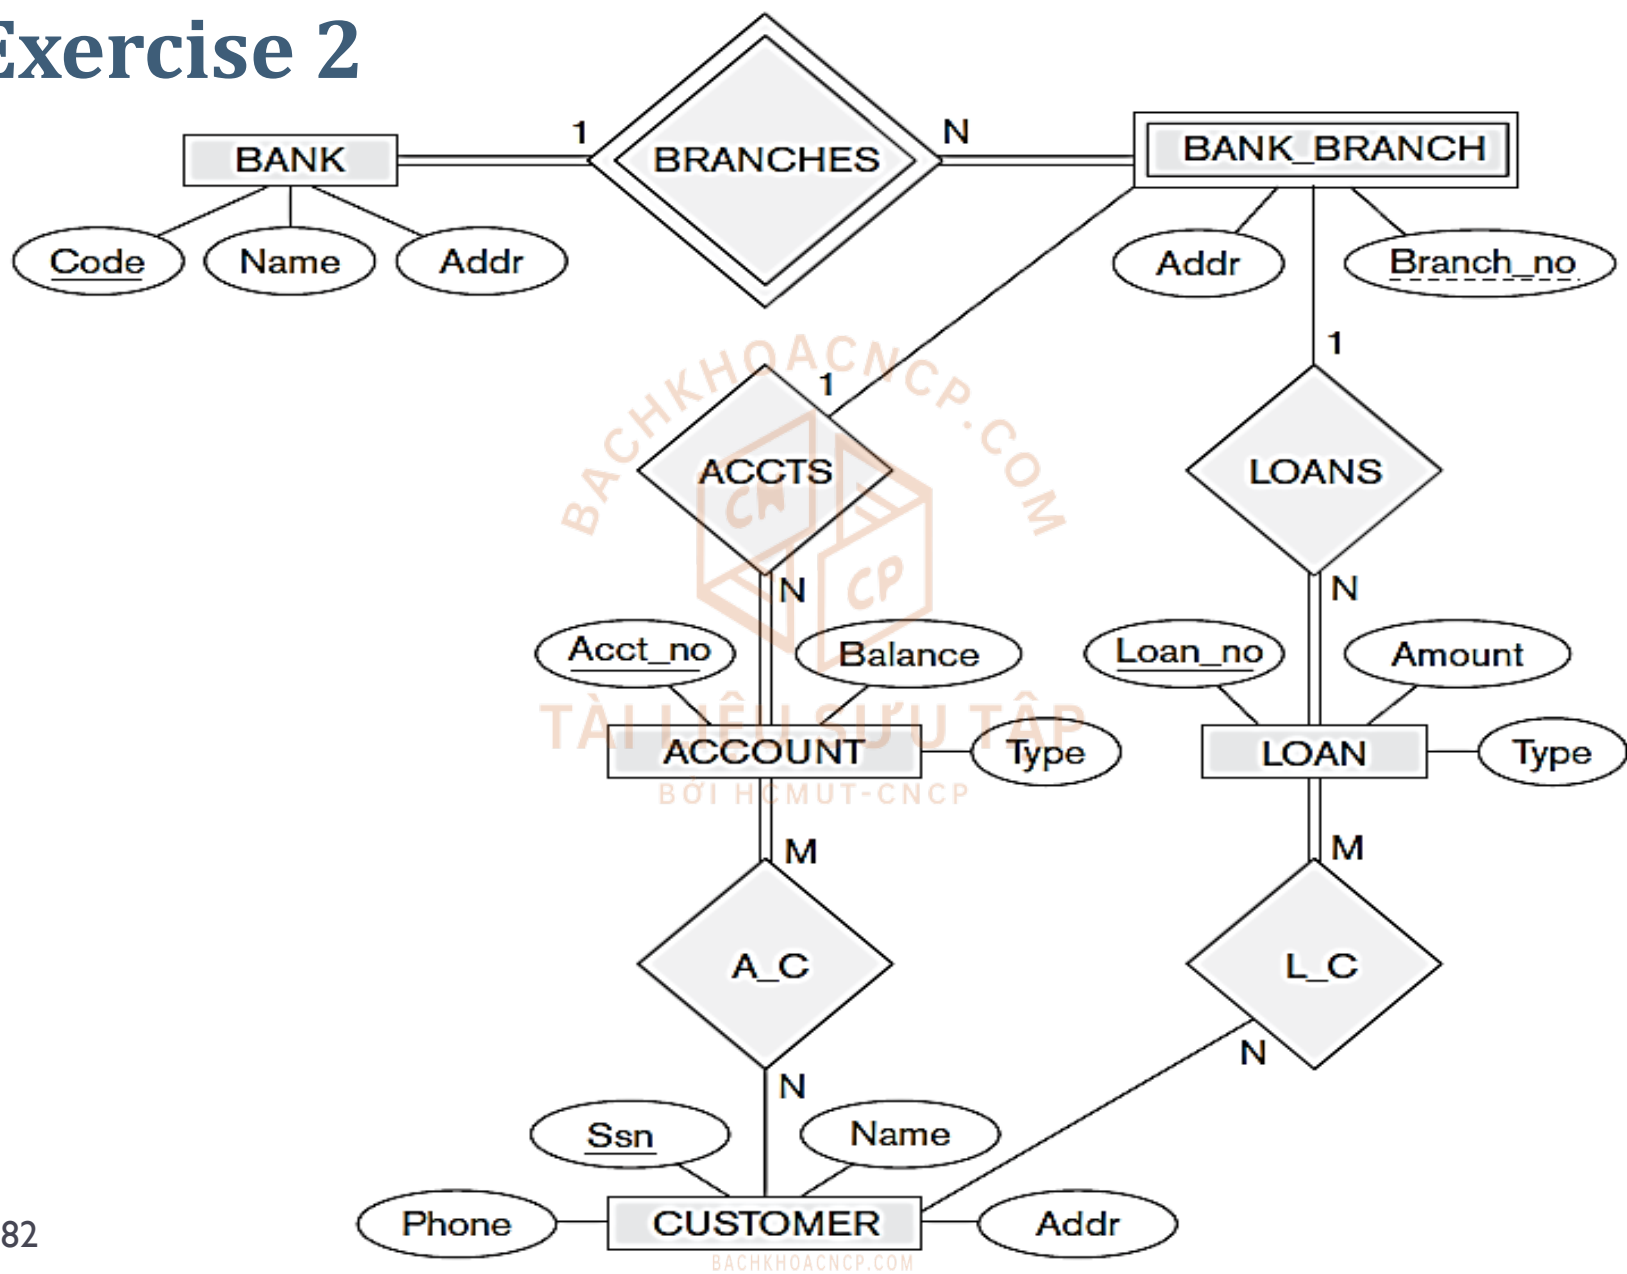 Exercise 2
1
BRANCHES
N
BANK
BANK_BRANCH
Code
Name
Addr
Addr
Branch_no
1
1
BACHKHOACNCP.COM
ACCTS
LOANS
CN
CP
N
N
Acct_no
Balance
Loan_no
Amount
TÀI LIỆU SƯU TẬP
ACCOUNT
Type
LOAN
Type
BỞI HCMUT-CNCP
M
M
A_C
L_C
N
N
Ssn
Name
Phone
CUSTOMER
Addr
82
BACHKHOACNCP.COM